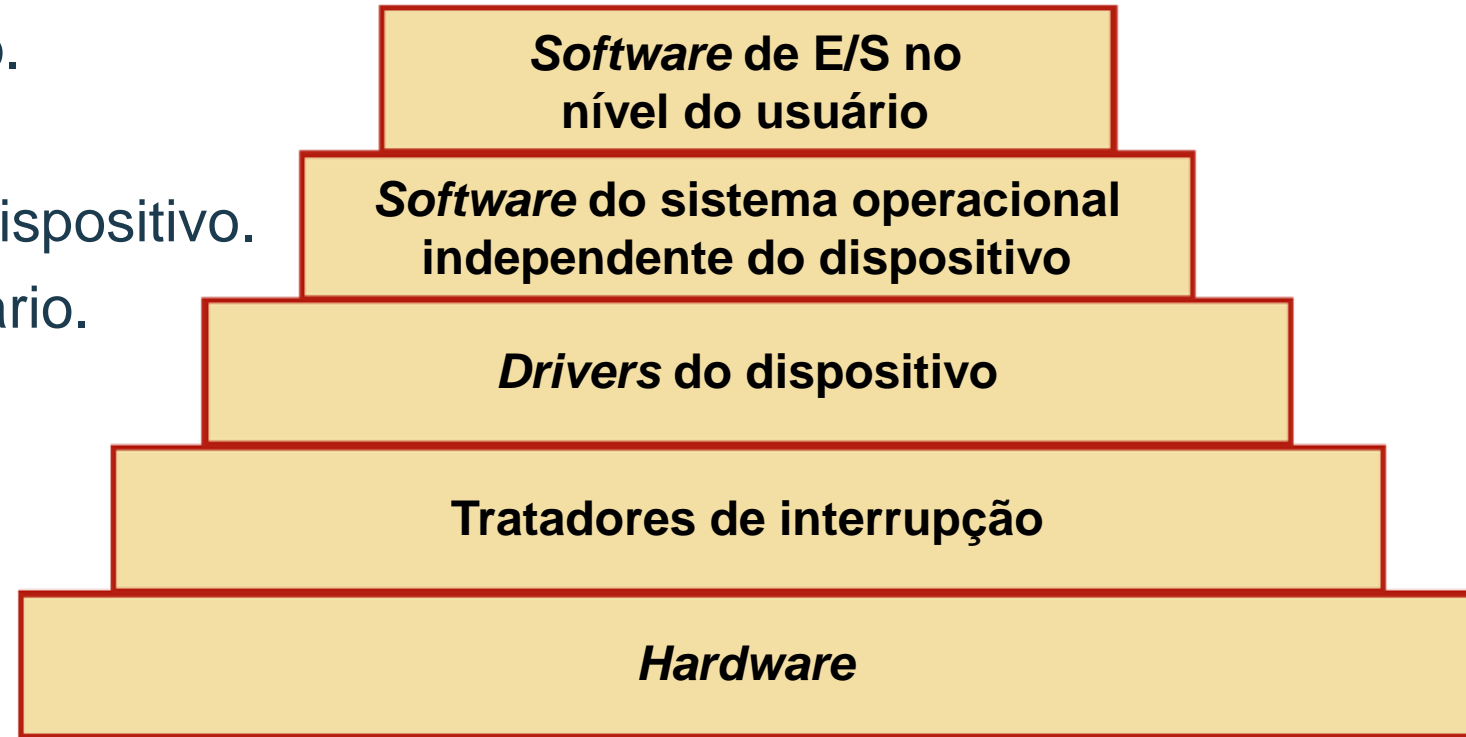 Software de E/S no
nível do usuário
Software do sistema operacional
dispositivo.
independente do dispositivo
Drivers do dispositivo
Tratadores de interrupção
Hardware